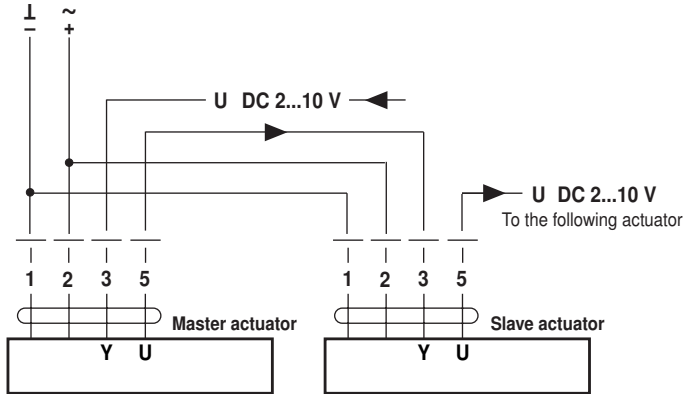 ⊥ ~
– +
U DC 2...10 V
U DC 2...10 V
To the following actuator
1 2 3 5
1 2 3 5
Master actuator
Slave actuator
Y U
Y U